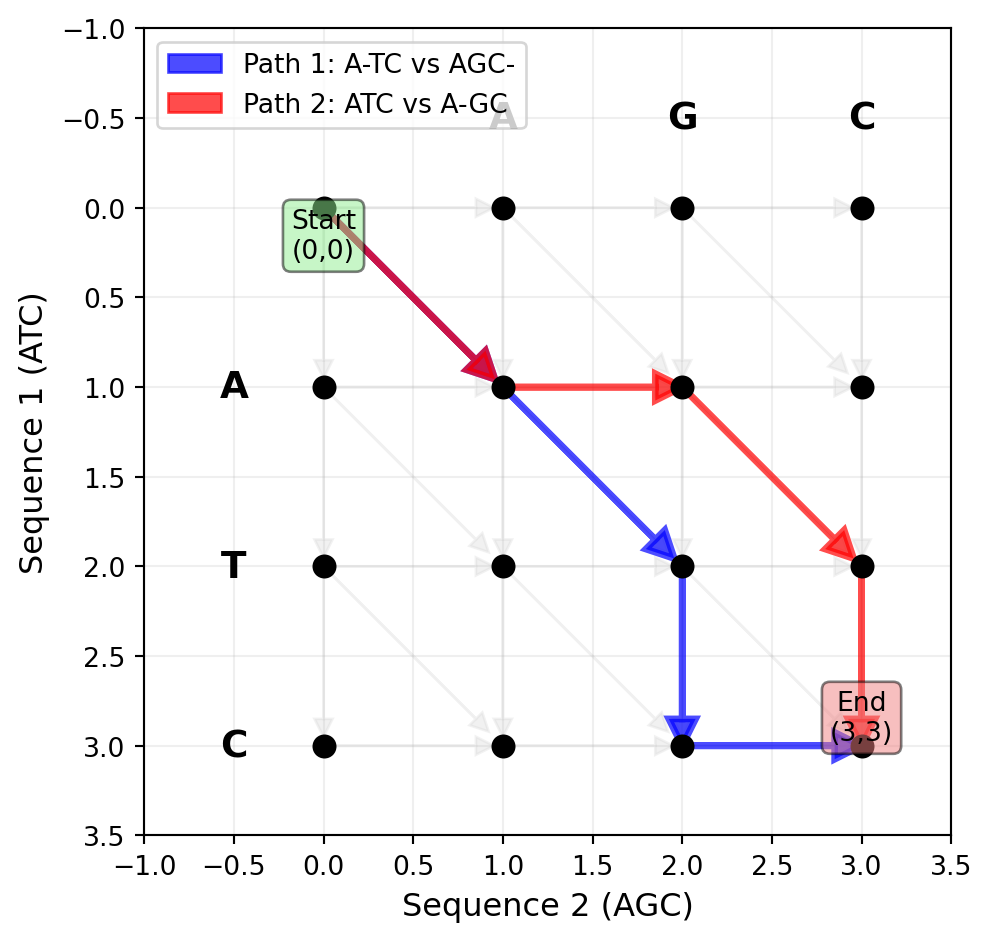 Path 1: A-TC vs AGC-
Path 2: ATC vs A-GC
A G C
Start
(0,0)
A
T
C
End
(3,3)
−1.0
−0.5
0.0
0.5
1.0
1.5
2.0
2.5
3.0
3.5
Sequence 1 (ATC)
−1.0 −0.5 0.0 0.5 1.0 1.5 2.0 2.5 3.0 3.5
Sequence 2 (AGC)